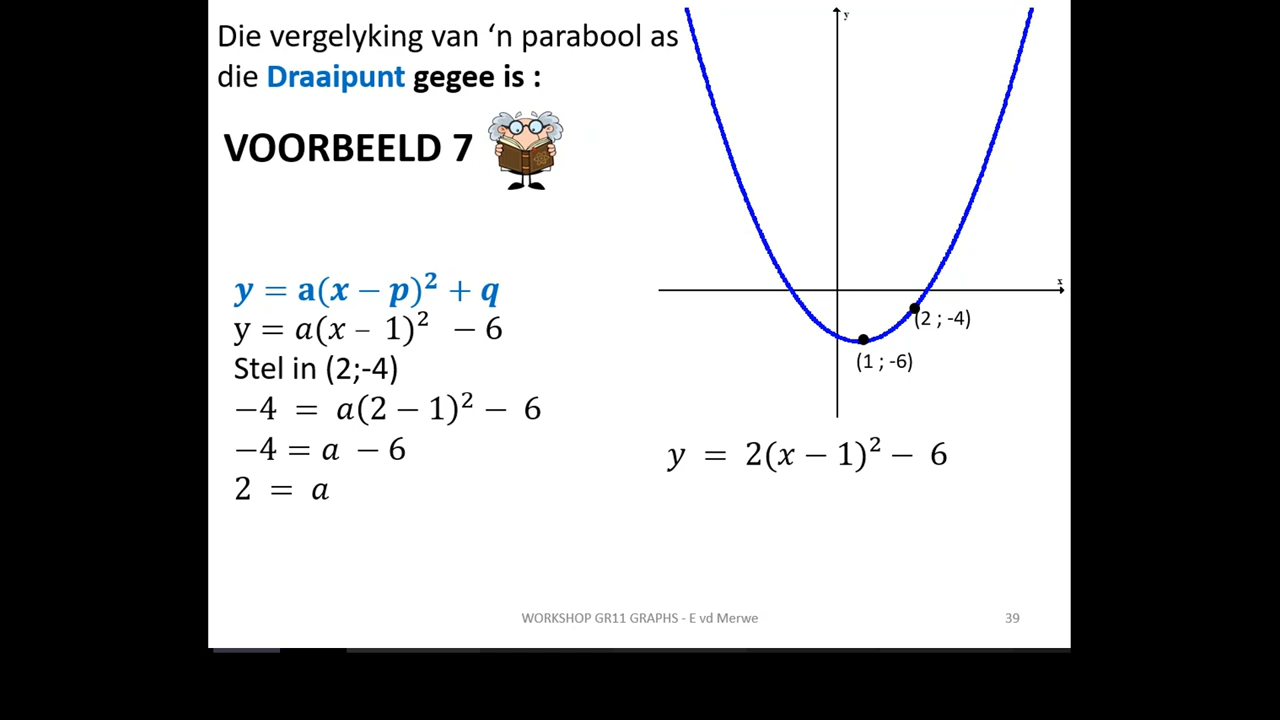 Die vergelyking van ‘n parabool as
die Draaipunt gegee is :
VOORBEELD 7
y = a(x − p)² + q
y = a(x − 1)² − 6
Stel in (2;-4)
−4 = a(2 − 1)² − 6
−4 = a − 6
2 = a
y
x
(2 ; -4)
(1 ; -6)
y = 2(x − 1)² − 6
WORKSHOP GR11 GRAPHS - E vd Merwe
39